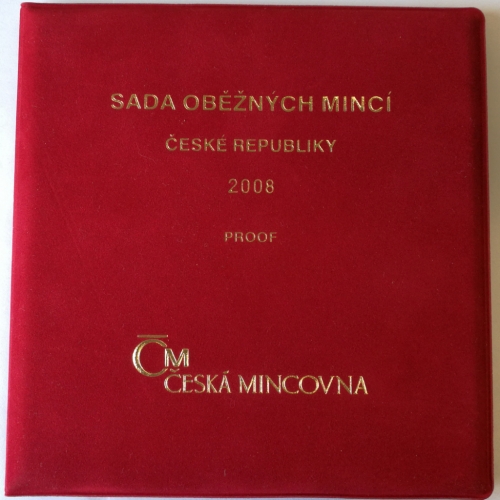 SADA OBĚŽNÝCH MINCÍ
ČESKÉ REPUBLIKY
2008
PROOF
ČM
ČESKÁ MINCOVNA